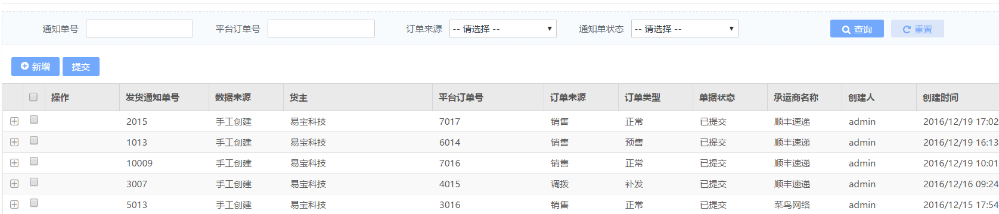 通知单号 平台订单号 订单来源 -- 请选择 -- 通知单状态 -- 请选择 -- 查询 重置
新增 提交
操作 发货通知单号 数据来源 货主 平台订单号 订单来源 订单类型 单据状态 承运商名称 创建人 创建时间
2015 手工创建 易宝科技 7017 销售 正常 已提交 顺丰速递 admin 2016/12/19 17:02
1013 手工创建 易宝科技 6014 销售 预售 已提交 顺丰速递 admin 2016/12/19 16:13
10009 手工创建 易宝科技 7016 销售 正常 已提交 顺丰速递 admin 2016/12/19 10:01
3007 手工创建 易宝科技 4015 调拨 补发 已提交 顺丰速递 admin 2016/12/16 09:24
5013 手工创建 易宝科技 3016 销售 正常 已提交 菜鸟网络 admin 2016/12/15 17:54